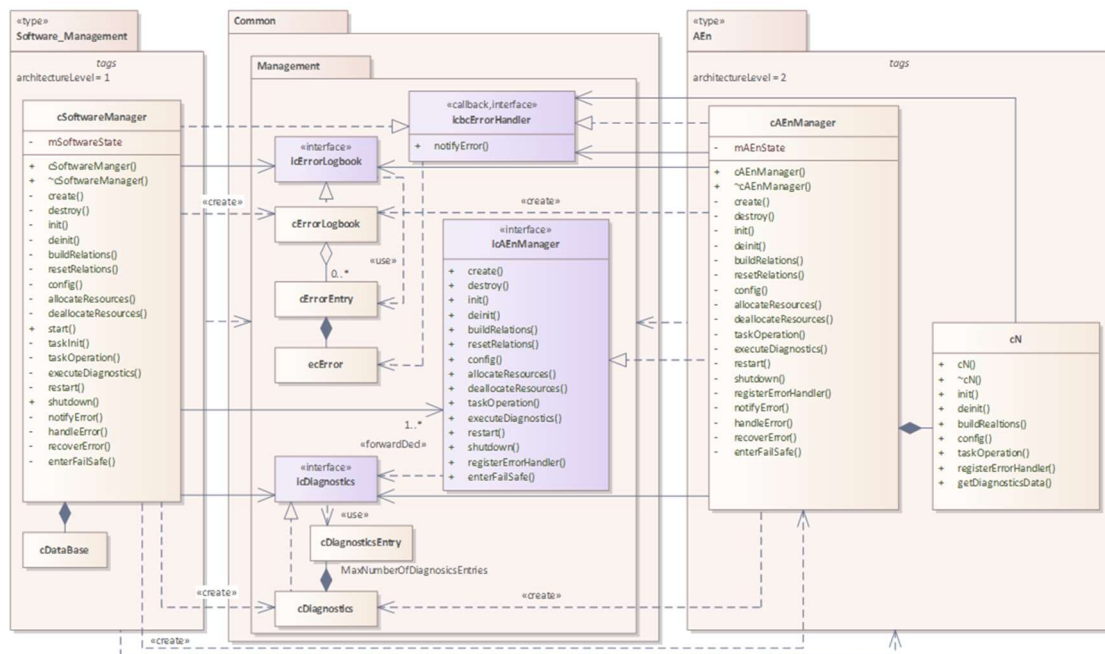 «type»
Software_Management
tags
architectureLevel = 1
cSoftwareManager
- mSoftwareState
+ cSoftwareManger()
+ ~cSoftwareManager()
- create()
- destroy()
- init()
- deinit()
- buildRelations()
- resetRelations()
- config()
- allocateResources()
- deallocateResources()
+ start()
- taskInit()
- taskOperation()
- executeDiagnostics()
- restart()
+ shutdown()
- notifyError()
- handleError()
- recoverError()
- enterFailSafe()
cDataBase
«create»
«create»
«create»
Common
Management
«callback,interface»
IcbcErrorHandler
+ notifyError()
«interface»
IcErrorLogbook
cErrorLogbook
«use»
0..*
cErrorEntry
ecError
«create»
«interface»
IcAEnManager
+ create()
+ destroy()
+ init()
+ deinit()
+ buildRelations()
+ resetRelations()
+ config()
+ allocateResources()
+ deallocateResources()
+ taskOperation()
+ executeDiagnostics()
+ restart()
+ shutdown()
+ registerErrorHandler()
+ enterFailSafe()
1..*
«forwardDed»
«interface»
IcDiagnostics
«use»
cDiagnosticsEntry
MaxNumberOfDiagnosicsEntries
cDiagnostics
«create»
«type»
AEn
tags
architectureLevel = 2
cAEnManager
- mAEnState
+ cAEnManager()
+ ~cAEnManager()
- create()
- destroy()
- init()
- deinit()
- buildRelations()
- resetRelations()
- config()
- allocateResources()
- deallocateResources()
- taskOperation()
- executeDiagnostics()
- restart()
- shutdown()
- registerErrorHandler()
- notifyError()
- handleError()
- recoverError()
- enterFailSafe()
cN
+ cN()
+ ~cN()
+ init()
+ deinit()
+ buildRealtions()
+ config()
+ taskOperation()
+ registerErrorHandler()
+ getDiagnosticsData()